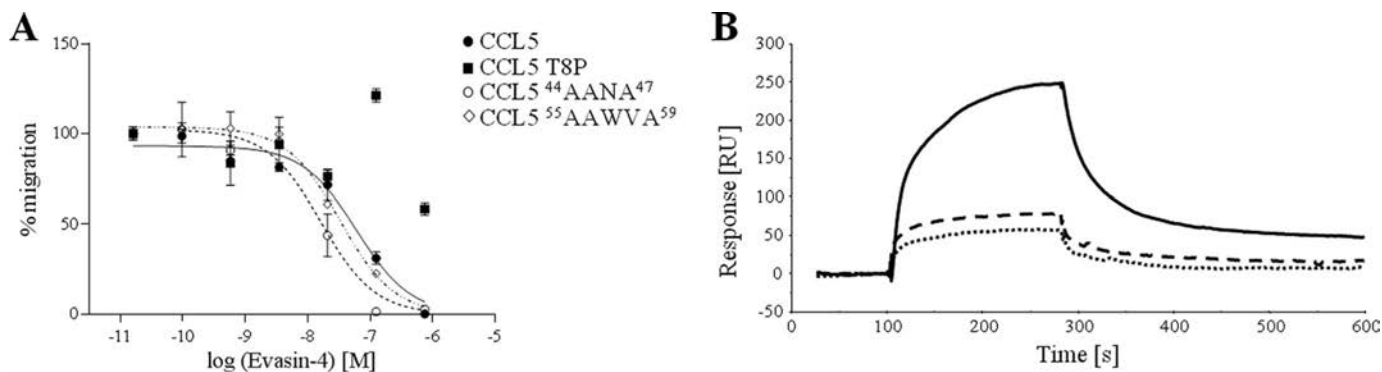 A
150
100
50
0
% migration
-11 -10 -9 -8 -7 -6 -5
log (Evasin-4) [M]
CCL5
CCL5 T8P
CCL5 ⁴⁴AANA⁴⁷
CCL5 ⁵⁵AAWVA⁵⁹
B
300
250
200
150
100
50
0
-50
Response [RU]
0 100 200 300 400 500 600
Time [s]